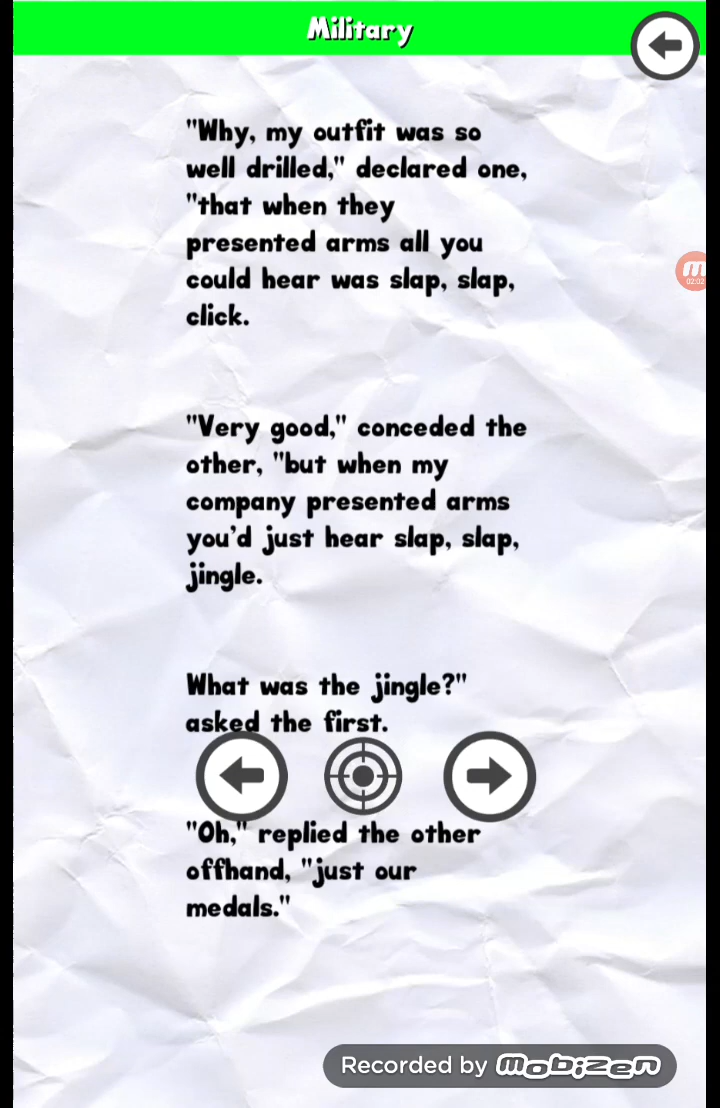 Military
"Why, my outfit was so
well drilled," declared one,
"that when they
presented arms all you
could hear was slap, slap,
click.
02:02
"Very good," conceded the
other, "but when my
company presented arms
you'd just hear slap, slap,
jingle.
What was the jingle?"
asked the first.
"Oh," replied the other
offhand, "just our
medals."
Recorded by mobizen